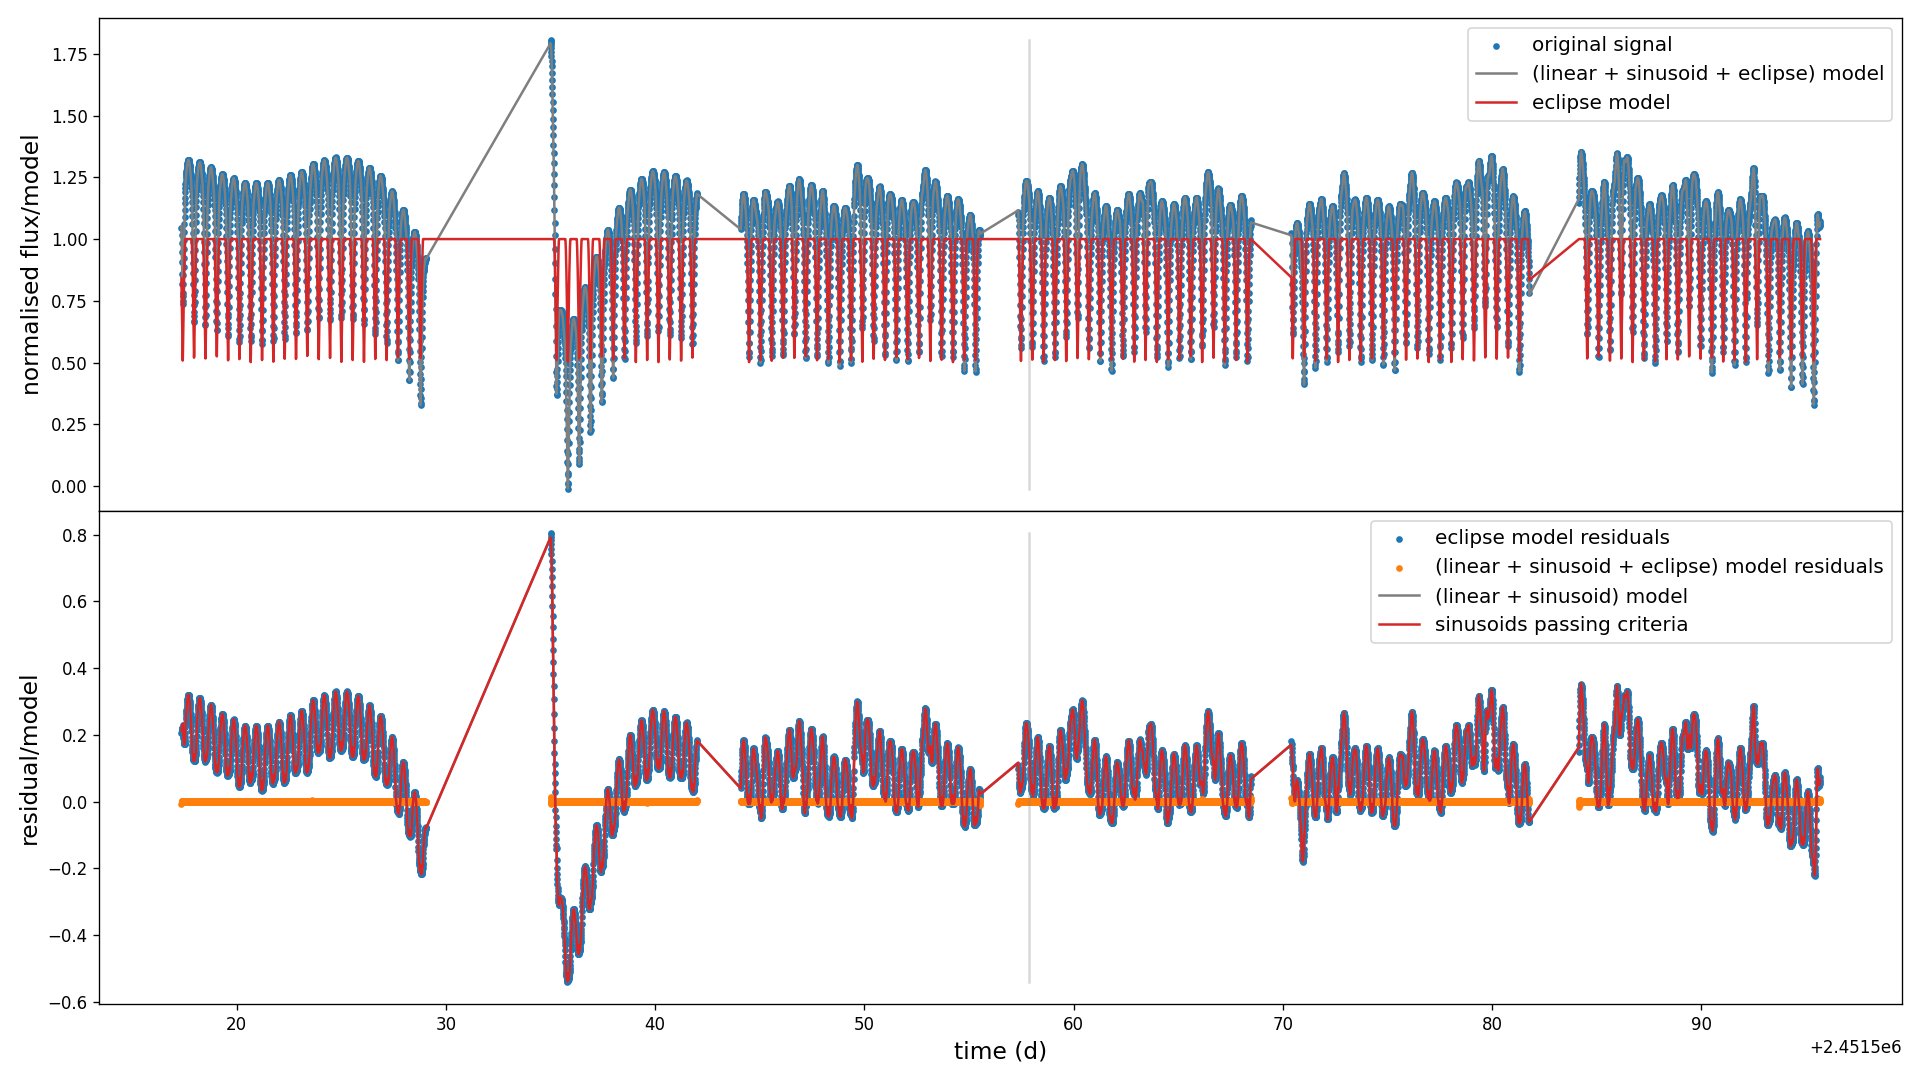 normalised flux/model
1.75
1.50
1.25
1.00
0.75
0.50
0.25
0.00
original signal
(linear + sinusoid + eclipse) model
eclipse model
residual/model
0.8
0.6
0.4
0.2
0.0
−0.2
−0.4
−0.6
eclipse model residuals
(linear + sinusoid + eclipse) model residuals
(linear + sinusoid) model
sinusoids passing criteria
20 30 40 50 60 70 80 90
time (d)
+2.4515e6